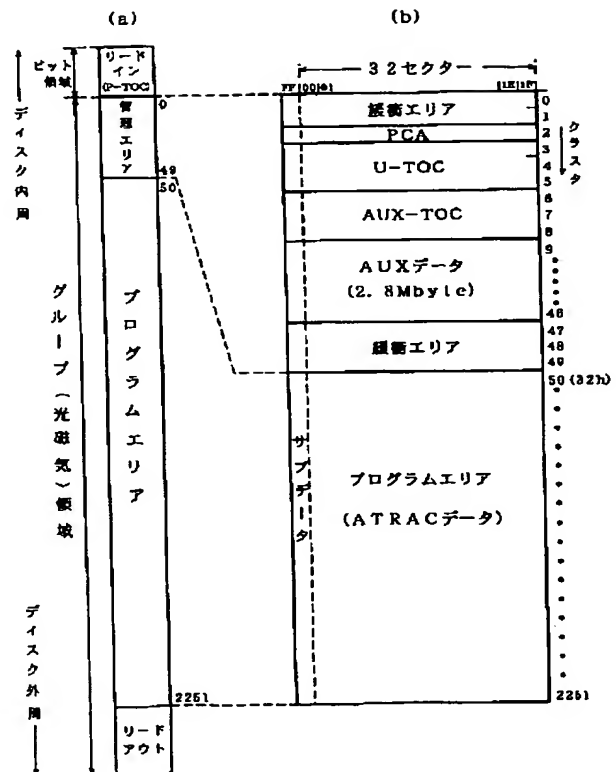 (a)
(b)
ピット
領域
リード
イン
(P-TOC)
管理エリア
0
49
50
プログラムエリア
2251
リード
アウト
ディスク内周
グループ(光磁気)領域
ディスク外周
32セクター
FF
00
01
1E
1F
緩衝エリア
PCA
U-TOC
AUX-TOC
AUXデータ
(2.8Mbyte)
緩衝エリア
サブデータ
プログラムエリア
(ATRACデータ)
0
1
2
3
4
5
6
7
8
9
46
47
48
49
50 (32h)
2251
クラスタ